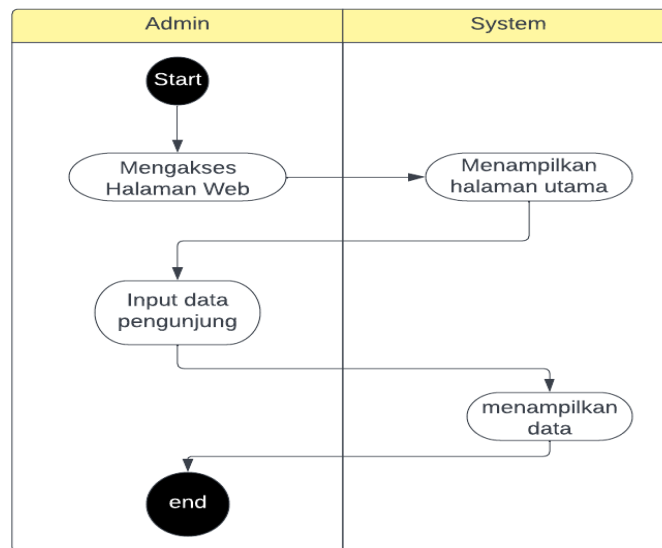 Admin
System
Start
Mengakses
Halaman Web
Menampilkan
halaman utama
Input data
pengunjung
menampilkan
data
end